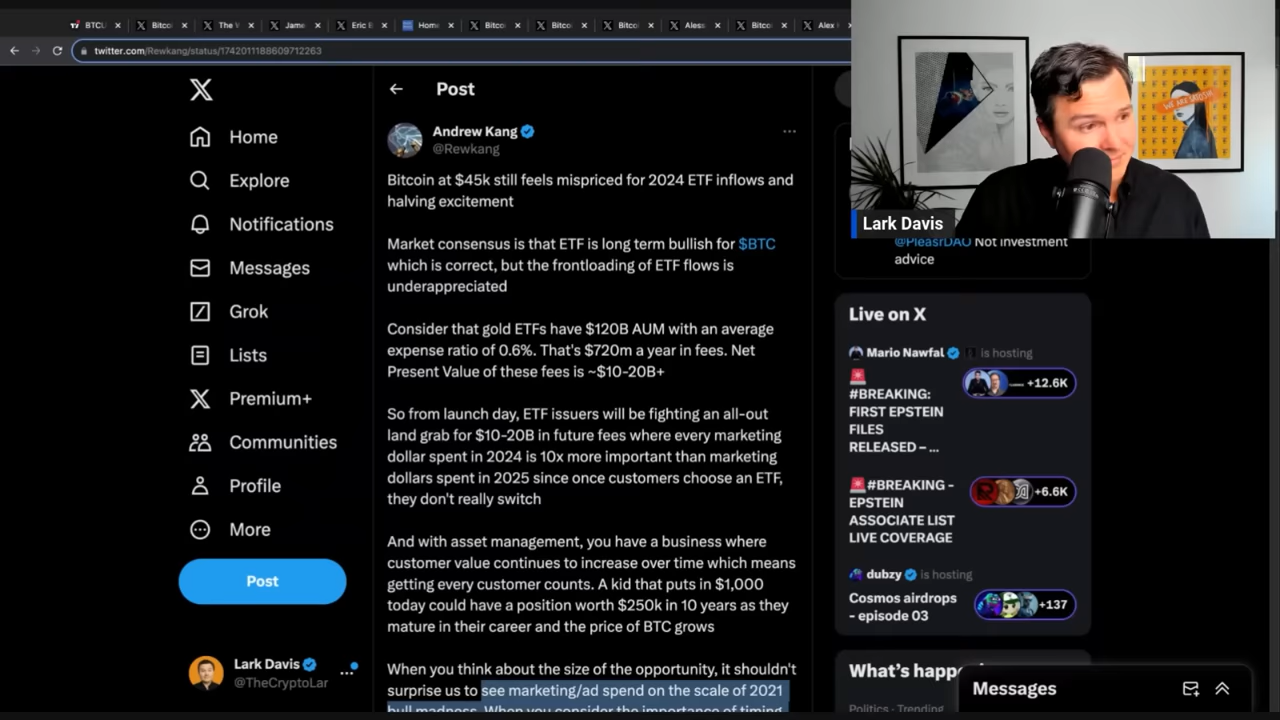 BTCU
Bitco
The V
Jame
Eric B
Home
Bitco
Bitco
Bitco
Aless
Bitco
Alex
twitter.com/Rewkang/status/1742011188609712263
Home
Explore
Notifications
Messages
Grok
Lists
Premium+
Communities
Profile
More
Post
Lark Davis
@TheCryptoLar
Post
Andrew Kang
@Rewkang
Bitcoin at $45k still feels mispriced for 2024 ETF inflows and
halving excitement
Market consensus is that ETF is long term bullish for $BTC
which is correct, but the frontloading of ETF flows is
underappreciated
Consider that gold ETFs have $120B AUM with an average
expense ratio of 0.6%. That's $720m a year in fees. Net
Present Value of these fees is ~$10-20B+
So from launch day, ETF issuers will be fighting an all-out
land grab for $10-20B in future fees where every marketing
dollar spent in 2024 is 10x more important than marketing
dollars spent in 2025 since once customers choose an ETF,
they don't really switch
And with asset management, you have a business where
customer value continues to increase over time which means
getting every customer counts. A kid that puts in $1,000
today could have a position worth $250k in 10 years as they
mature in their career and the price of BTC grows
When you think about the size of the opportunity, it shouldn't
surprise us to see marketing/ad spend on the scale of 2021
bull madness. When you consider the importance of timing
WE ARE
Lark Davis
@PleasrDAO Not investment
advice
Live on X
Mario Nawfal is hosting
#BREAKING:
FIRST EPSTEIN
FILES
RELEASED – ...
+12.6K
#BREAKING -
EPSTEIN
ASSOCIATE LIST
LIVE COVERAGE
+6.6K
dubzy is hosting
Cosmos airdrops
- episode 03
+137
What's happe
Politics · Trending
Messages